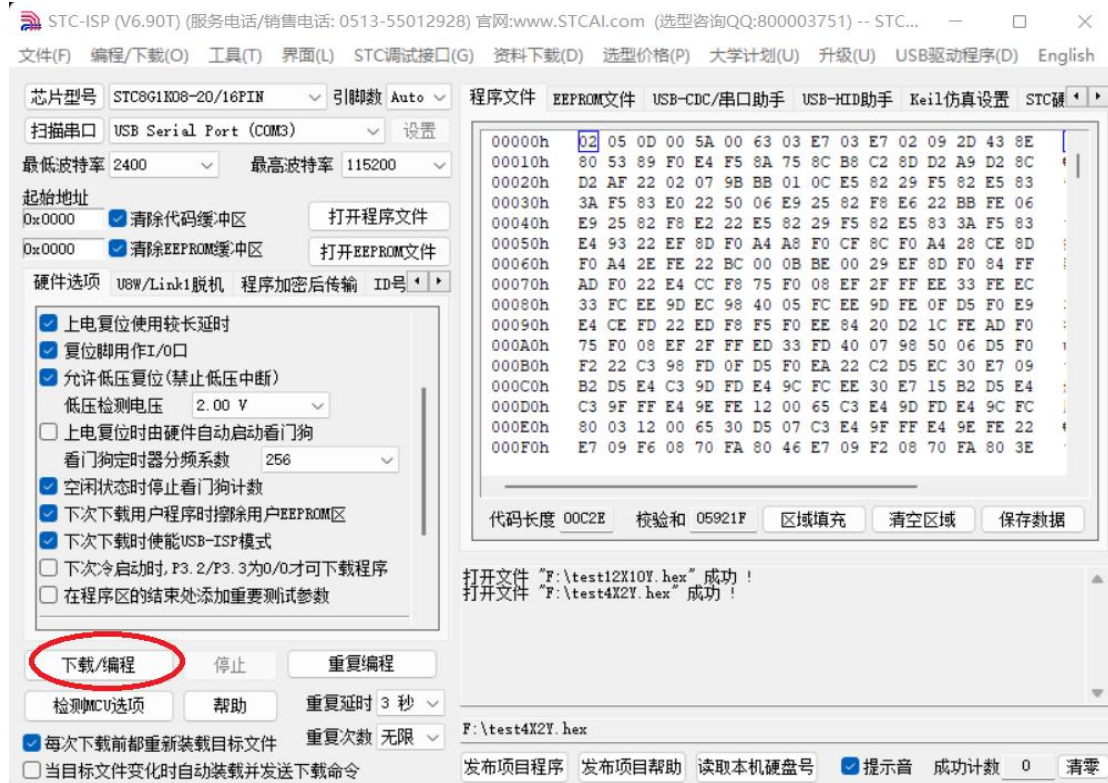 STC-ISP (V6.90T) (服务电话/销售电话: 0513-55012928) 官网:www.STCAI.com (选型咨询QQ:800003751) -- STC...
文件(F) 编程/下载(O) 工具(T) 界面(L) STC调试接口(G) 资料下载(D) 选型价格(P) 大学计划(U) 升级(U) USB驱动程序(D) English
芯片型号 STC8G1K08-20/16PIN 引脚数 Auto
扫描串口 USB Serial Port (COM3) 设置
最低波特率 2400 最高波特率 115200
起始地址
0x0000 清除代码缓冲区 打开程序文件
0x0000 清除EEPROM缓冲区 打开EEPROM文件
硬件选项 U8W/Link1脱机 程序加密后传输 ID号
上电复位使用较长延时
复位脚用作I/O口
允许低压复位(禁止低压中断)
低压检测电压 2.00 V
上电复位时由硬件自动启动看门狗
看门狗定时器分频系数 256
空闲状态时停止看门狗计数
下次下载用户程序时擦除用户EEPROM区
下次下载时使能USB-ISP模式
下次冷启动时,P3.2/P3.3为0/0才可下载程序
在程序区的结束处添加重要测试参数
下载/编程 停止 重复编程
检测MCU选项 帮助 重复延时 3 秒
每次下载前都重新装载目标文件 重复次数 无限
当目标文件变化时自动装载并发送下载命令
程序文件 EEPROM文件 USB-CDC/串口助手 USB-HID助手 Keil仿真设置 STC硬
00000h 02 05 0D 00 5A 00 63 03 E7 03 E7 02 09 2D 43 8E
00010h 80 53 89 F0 E4 F5 8A 75 8C B8 C2 8D D2 A9 D2 8C
00020h D2 AF 22 02 07 9B BB 01 0C E5 82 29 F5 82 E5 83
00030h 3A F5 83 E0 22 50 06 E9 25 82 F8 E6 22 BB FE 06
00040h E9 25 82 F8 E2 22 E5 82 29 F5 82 E5 83 3A F5 83
00050h E4 93 22 EF 8D F0 A4 A8 F0 CF 8C F0 A4 28 CE 8D
00060h F0 A4 2E FE 22 BC 00 0B BE 00 29 EF 8D F0 84 FF
00070h AD F0 22 E4 CC F8 75 F0 08 EF 2F FF EE 33 FE EC
00080h 33 FC EE 9D EC 98 40 05 FC EE 9D FE 0F D5 F0 E9
00090h E4 CE FD 22 ED F8 F5 F0 EE 84 20 D2 1C FE AD F0
000A0h 75 F0 08 EF 2F FF ED 33 FD 40 07 98 50 06 D5 F0
000B0h F2 22 C3 98 FD 0F D5 F0 EA 22 C2 D5 EC 30 E7 09
000C0h B2 D5 E4 C3 9D FD E4 9C FC EE 30 E7 15 B2 D5 E4
000D0h C3 9F FF E4 9E FE 12 00 65 C3 E4 9D FD E4 9C FC
000E0h 80 03 12 00 65 30 D5 07 C3 E4 9F FF E4 9E FE 22
000F0h E7 09 F6 08 70 FA 80 46 E7 09 F2 08 70 FA 80 3E
代码长度 00C2E 校验和 05921F 区域填充 清空区域 保存数据
打开文件 "F:\test12X10Y.hex" 成功 !
打开文件 "F:\test4X2Y.hex" 成功 !
F:\test4X2Y.hex
发布项目程序 发布项目帮助 读取本机硬盘号 提示音 成功计数 0 清零